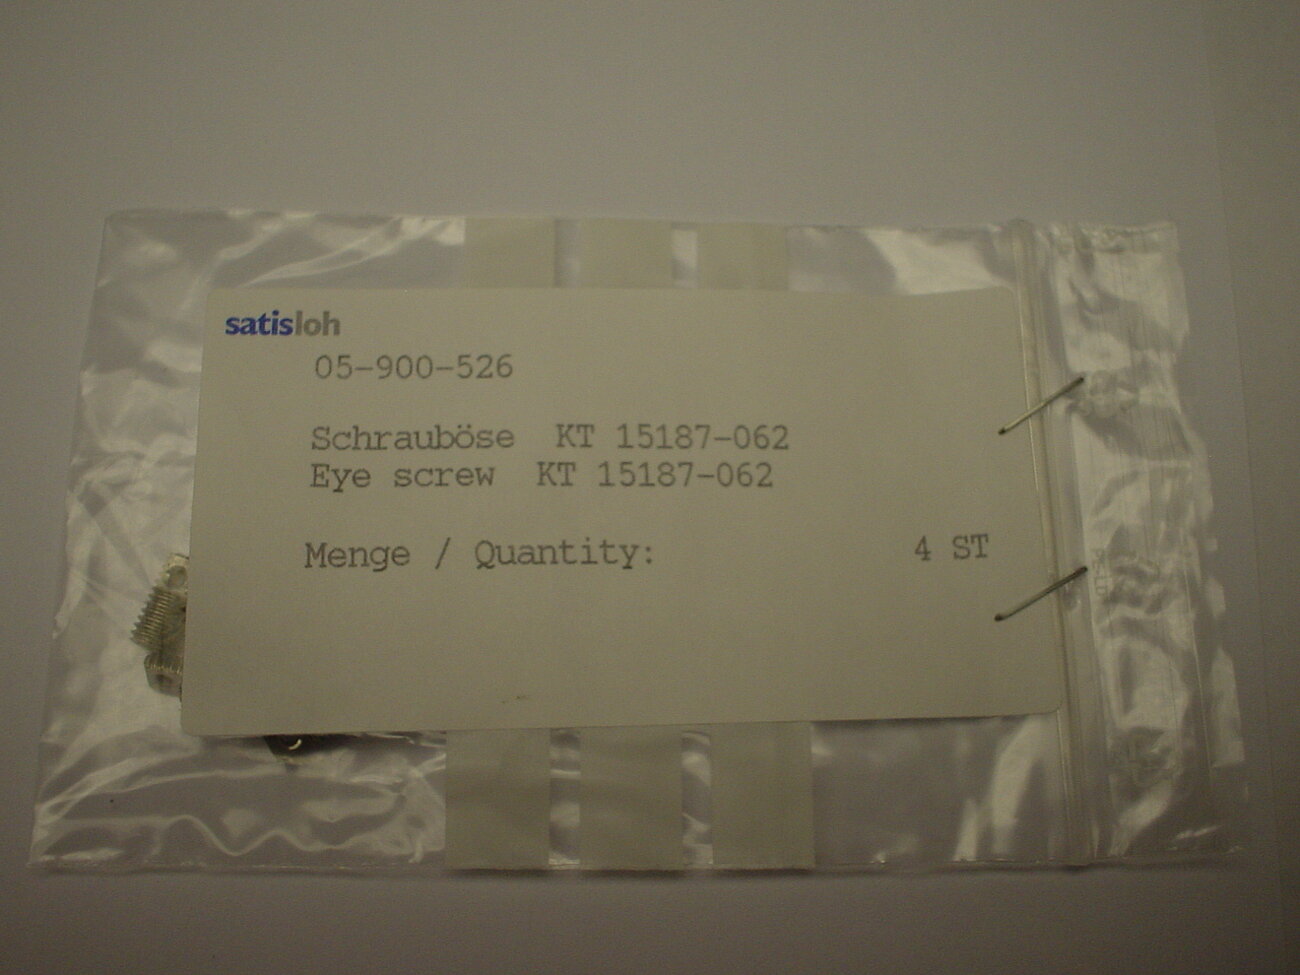 satisloh
05-900-526
Schrauböse KT 15187-062
Eye screw KT 15187-062
Menge / Quantity: 4 ST